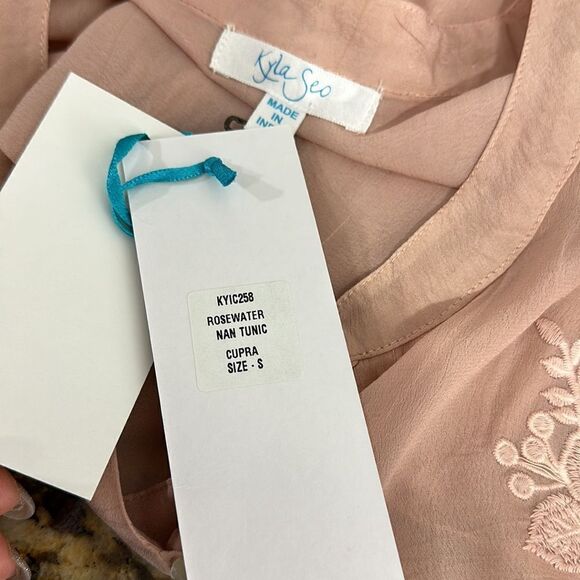 Kyla Seo
MADE
IN
KYIC258
ROSEWATER
NAN TUNIC
CUPRA
SIZE - S